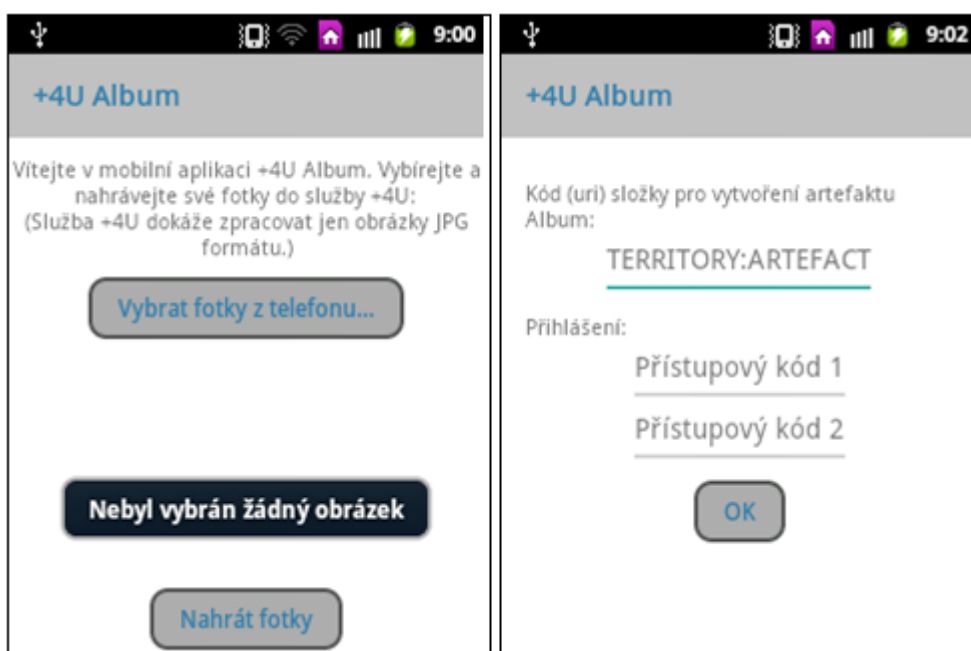 9:00
+4U Album
Vítejte v mobilní aplikaci +4U Album. Vybírejte a
nahrávejte své fotky do služby +4U:
(Služba +4U dokáže zpracovat jen obrázky JPG
formátu.)
Vybrat fotky z telefonu...
Nebyl vybrán žádný obrázek
Nahrát fotky
9:02
+4U Album
Kód (uri) složky pro vytvoření artefaktu
Album:
TERRITORY:ARTEFACT
Přihlášení:
Přístupový kód 1
Přístupový kód 2
OK